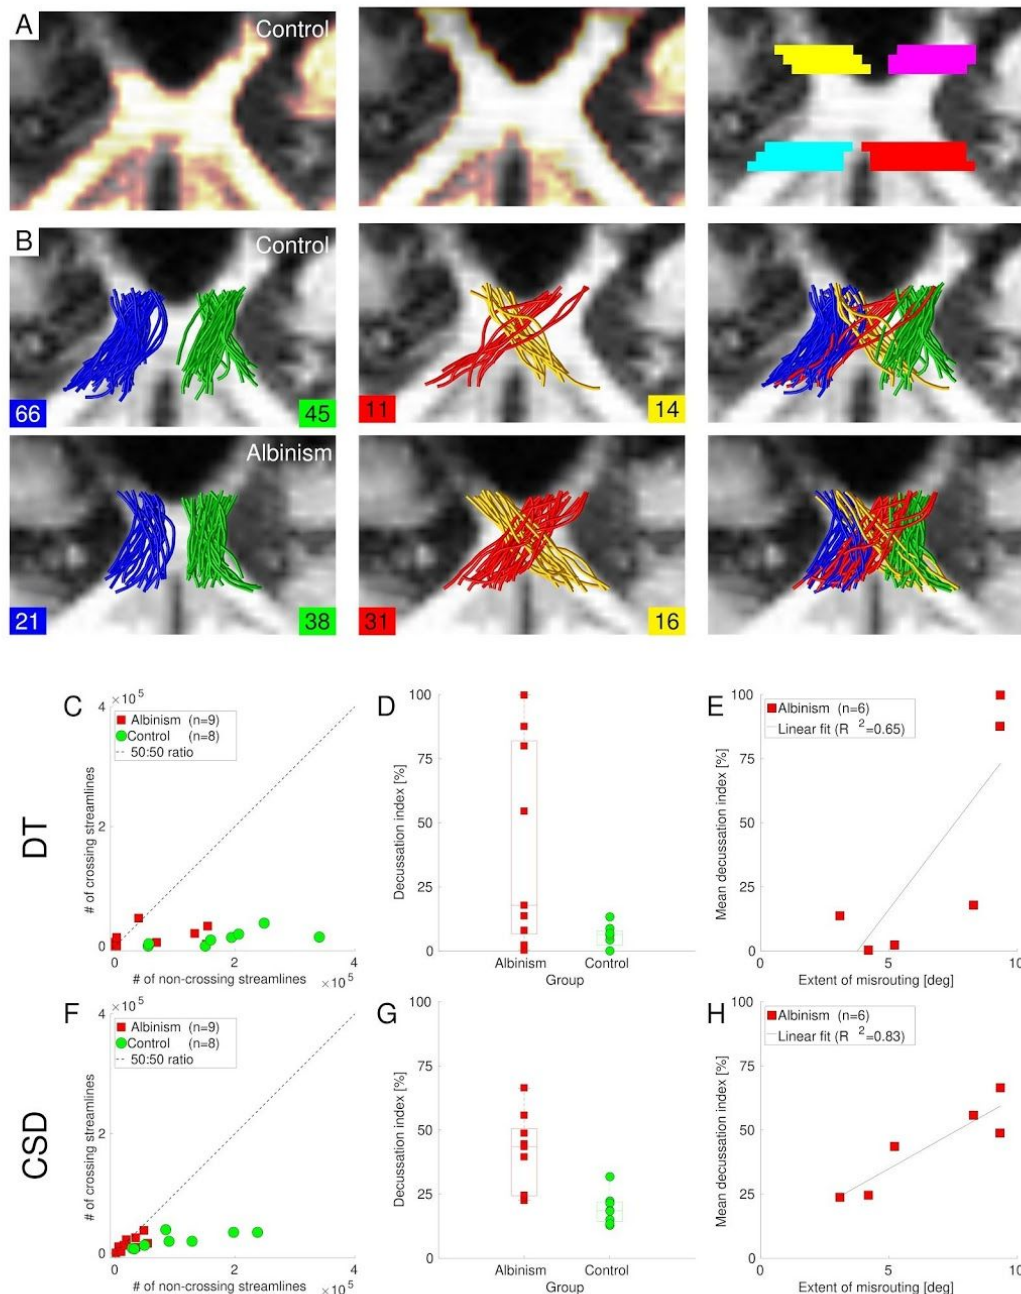 A
Control
B
Control
66
45
11
14
Albinism
21
38
31
16
DT
C
×10⁵
4
2
0
Albinism (n=9)
Control (n=8)
50:50 ratio
# of crossing streamlines
0
2
4
# of non-crossing streamlines
×10⁵
D
100
75
50
25
0
Decussation index [%]
Albinism
Control
Group
E
100
75
50
25
0
Albinism (n=6)
Linear fit (R ²=0.65)
Mean decussation index [%]
0
5
10
Extent of misrouting [deg]
CSD
F
×10⁵
4
2
0
Albinism (n=9)
Control (n=8)
50:50 ratio
# of crossing streamlines
0
2
4
# of non-crossing streamlines
×10⁵
G
100
75
50
25
0
Decussation index [%]
Albinism
Control
Group
H
100
75
50
25
0
Albinism (n=6)
Linear fit (R ²=0.83)
Mean decussation index [%]
0
5
10
Extent of misrouting [deg]